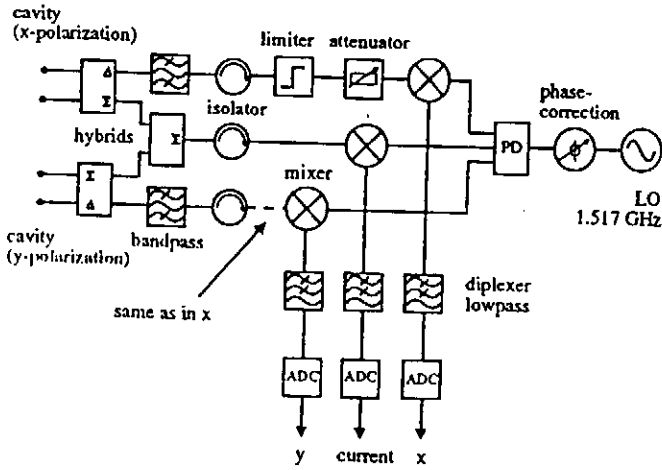 cavity
(x-polarization)
limiter attenuator
Δ
Σ
isolator
phase-
correction
hybrids
Σ
PD
Σ
Δ
mixer
LO
1.517 GHz
bandpass
cavity
(y-polarization)
same as in x
diplexer
lowpass
ADC ADC ADC
y current x